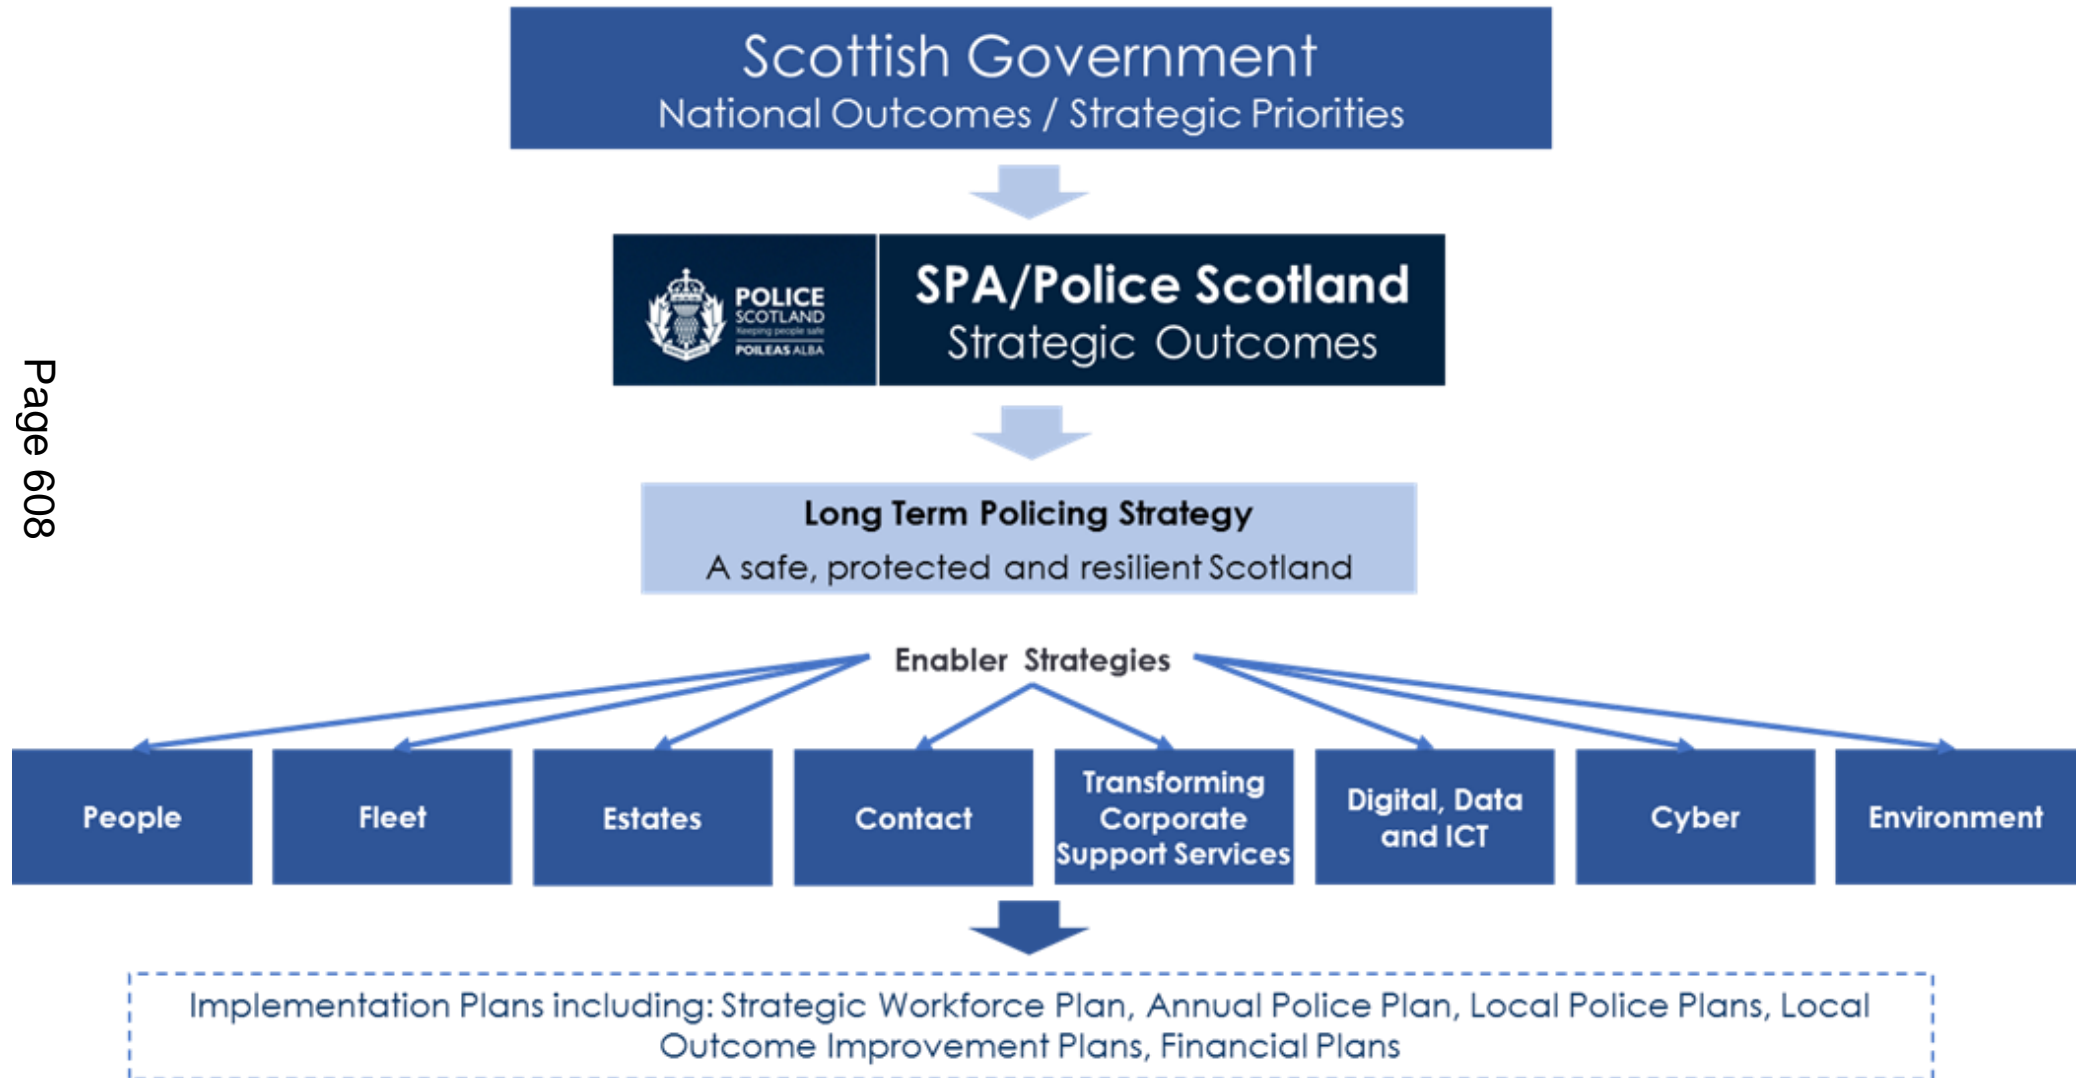 Scottish Government
National Outcomes / Strategic Priorities
POLICE
SCOTLAND
Keeping people safe
POILEAS ALBA
SPA/Police Scotland
Strategic Outcomes
Page 608
Long Term Policing Strategy
A safe, protected and resilient Scotland
Enabler Strategies
People
Fleet
Estates
Contact
Transforming
Corporate
Support Services
Digital, Data
and ICT
Cyber
Environment
Implementation Plans including: Strategic Workforce Plan, Annual Police Plan, Local Police Plans, Local
Outcome Improvement Plans, Financial Plans